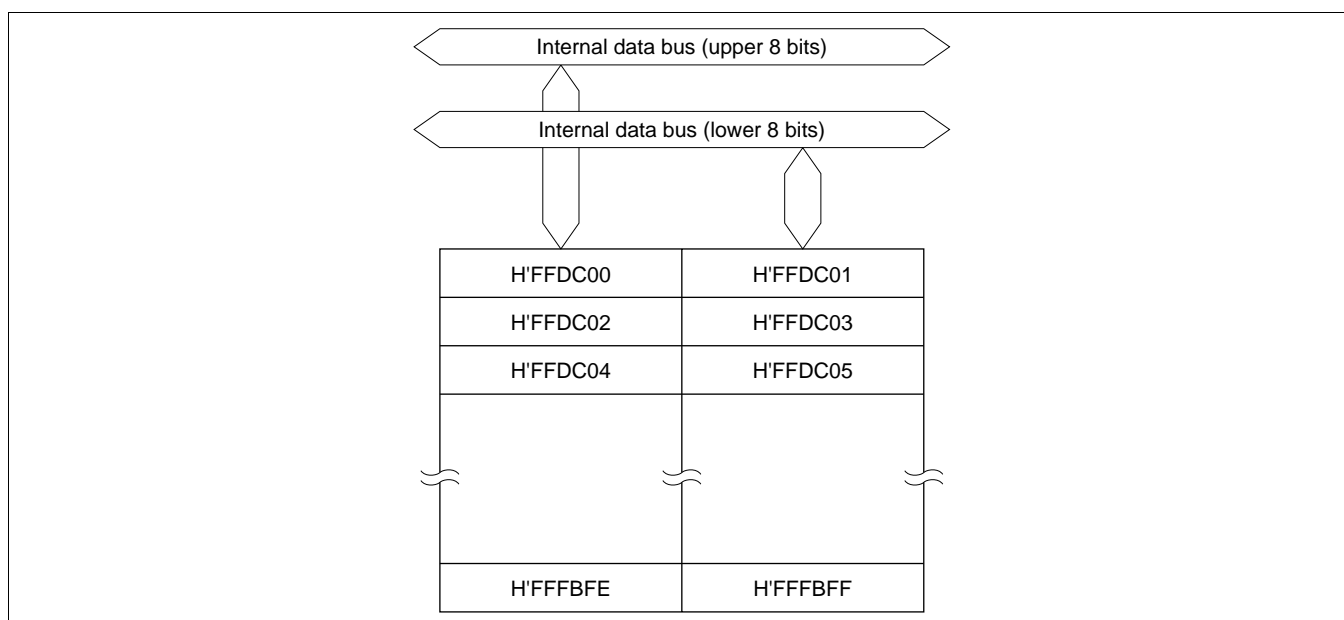 Internal data bus (upper 8 bits)
Internal data bus (lower 8 bits)
H'FFDC00 H'FFDC01
H'FFDC02 H'FFDC03
H'FFDC04 H'FFDC05
H'FFFBFE H'FFFBFF